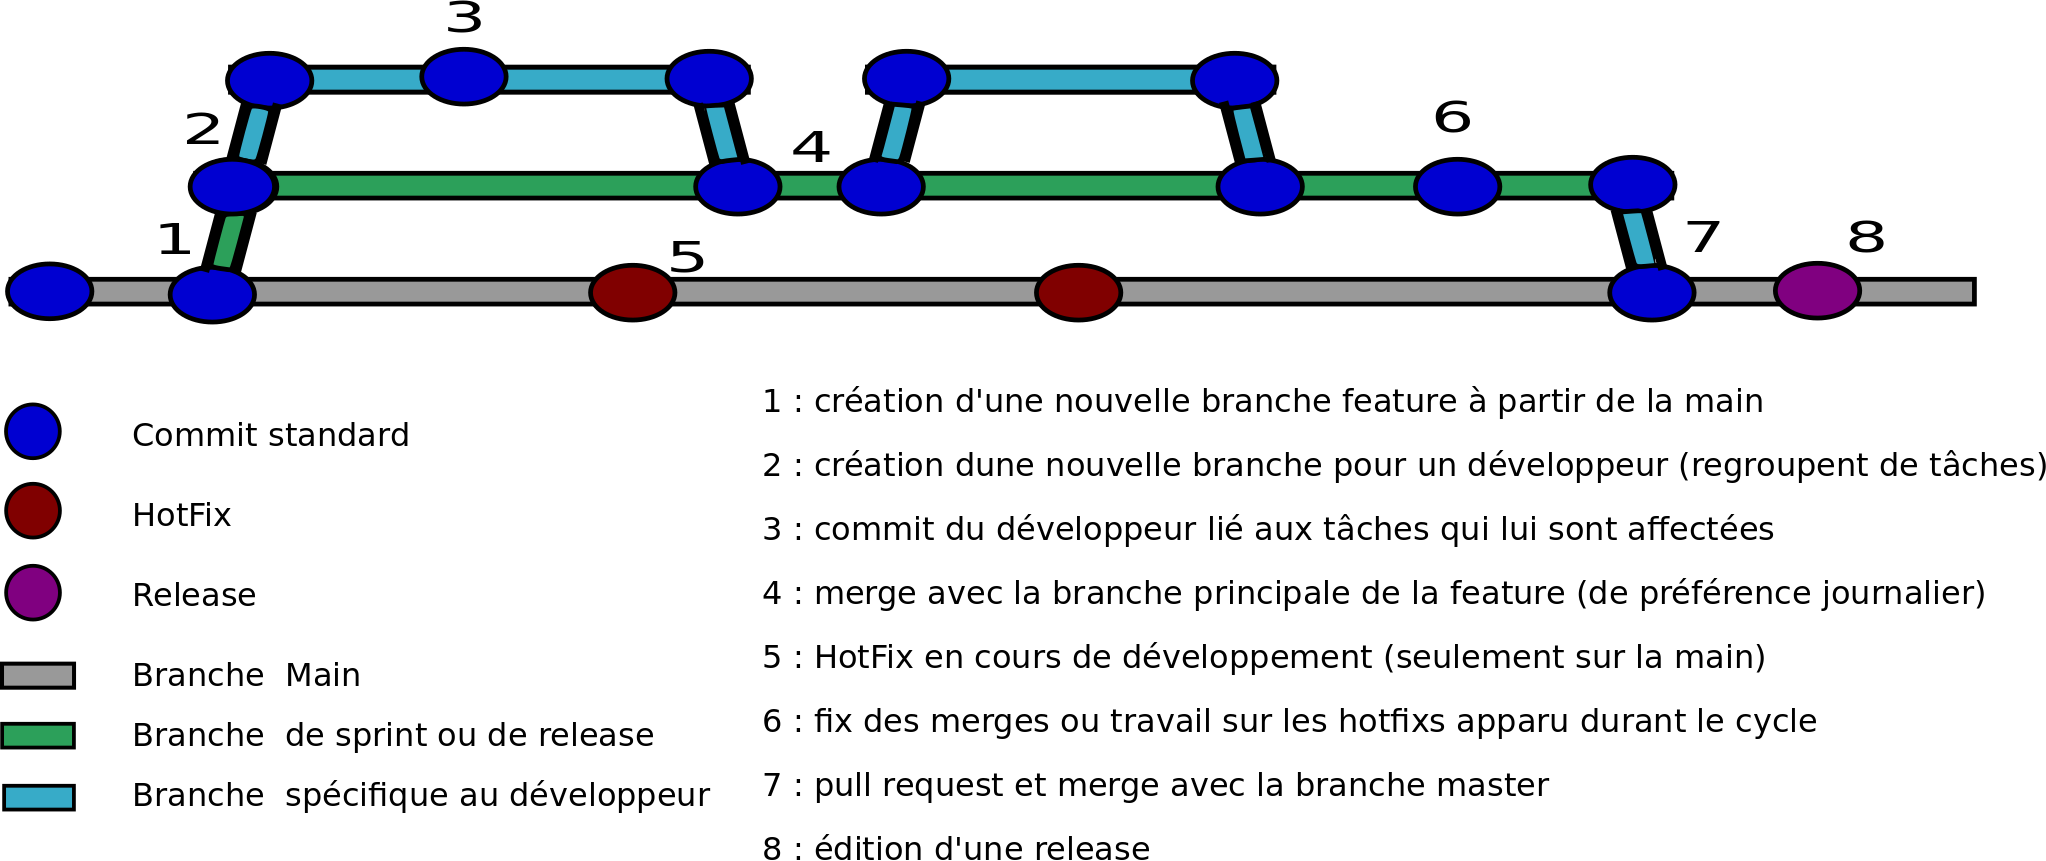 3
2
4
6
1
5
7
8
Commit standard
HotFix
Release
Branche  Main
Branche  de sprint ou de release
Branche  spécifique au développeur
1 : création d'une nouvelle branche feature à partir de la main
2 : création dune nouvelle branche pour un développeur (regroupent de tâches)
3 : commit du développeur lié aux tâches qui lui sont affectées
4 : merge avec la branche principale de la feature (de préférence journalier)
5 : HotFix en cours de développement (seulement sur la main)
6 : fix des merges ou travail sur les hotfixs apparu durant le cycle
7 : pull request et merge avec la branche master
8 : édition d'une release